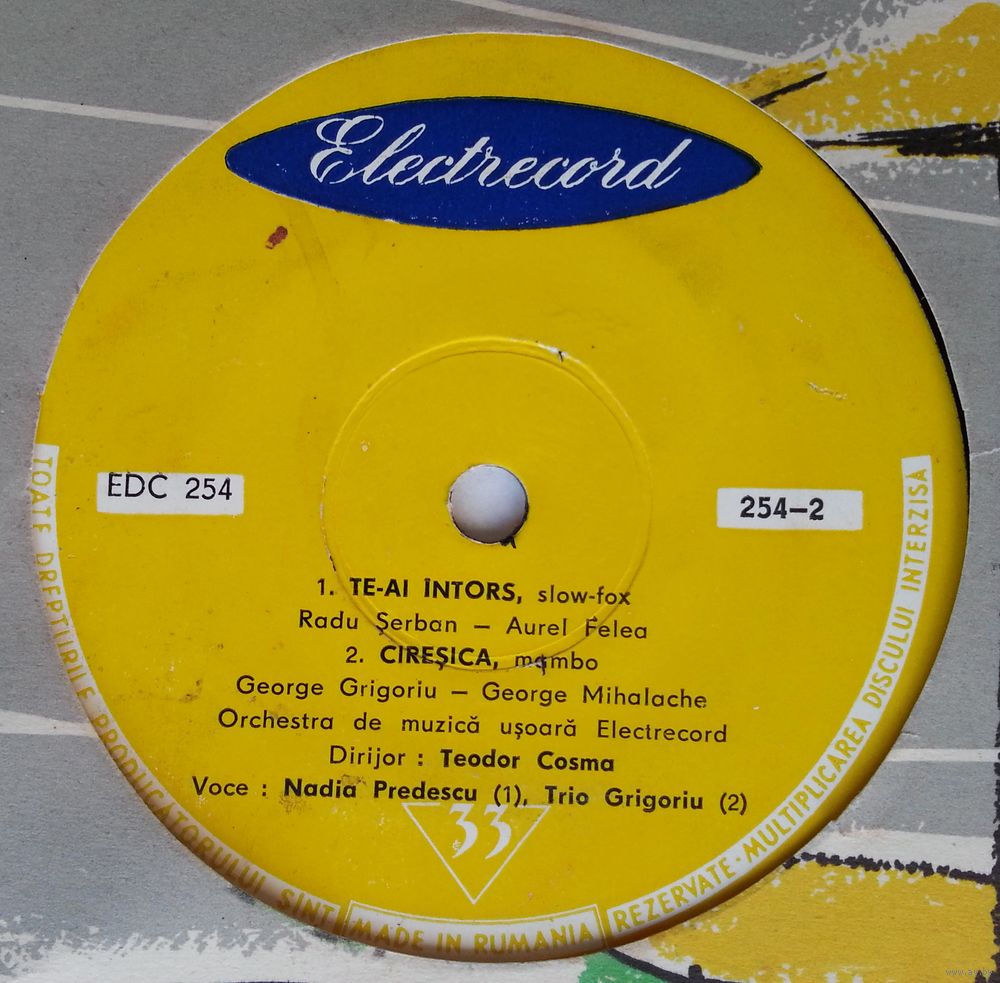 Electrecord
EDC 254
254-2
1. TE-AI ÎNTORS, slow-fox
Radu Şerban — Aurel Felea
2. CIREŞICA, mambo
George Grigoriu — George Mihalache
Orchestra de muzică uşoară Electrecord
Dirijor : Teodor Cosma
Voce : Nadia Predescu (1), Trio Grigoriu (2)
33
TOATE DREPTURILE PRODUCATORULUI SINT
MADE IN RUMANIA
REZERVATE · MULTIPLICAREA DISCULUI INTERZISA